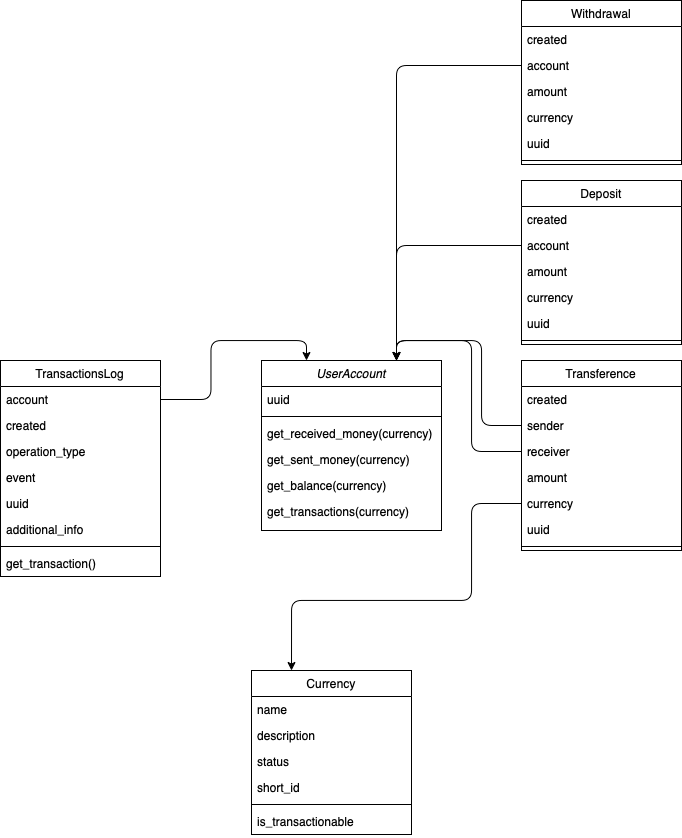 Withdrawal
created
account
amount
currency
uuid
Deposit
created
account
amount
currency
uuid
TransactionsLog
account
created
operation_type
event
uuid
additional_info
get_transaction()
UserAccount
uuid
get_received_money(currency)
get_sent_money(currency)
get_balance(currency)
get_transactions(currency)
Transference
created
sender
receiver
amount
currency
uuid
Currency
name
description
status
short_id
is_transactionable